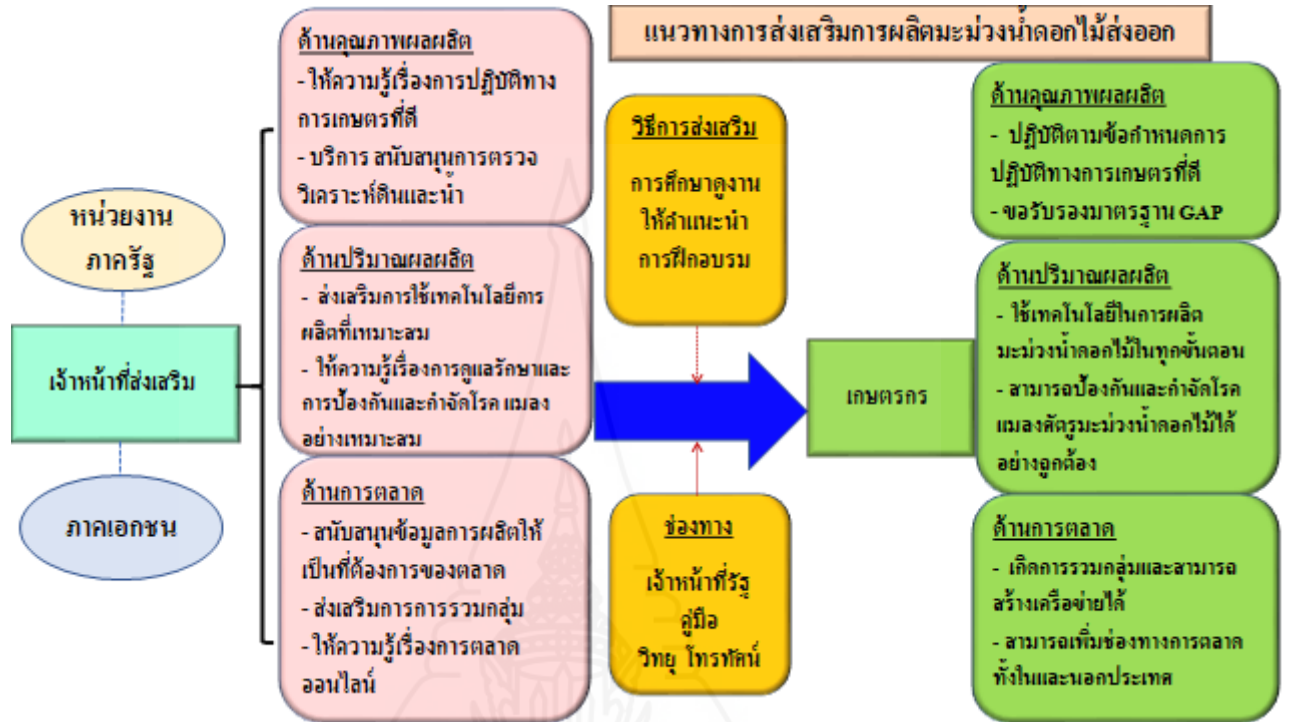 แนวทางการส่งเสริมการผลิตมะม่วงน้ำดอกไม้ส่งออก
หน่วยงาน
ภาครัฐ
เจ้าหน้าที่ส่งเสริม
ภาคเอกชน
ด้านคุณภาพผลผลิต
- ให้ความรู้เรื่องการปฏิบัติทาง
การเกษตรที่ดี
- บริการ สนับสนุนการตรวจ
วิเคราะห์ดินและน้ำ
ด้านปริมาณผลผลิต
- ส่งเสริมการใช้เทคโนโลยีการ
ผลิตที่เหมาะสม
- ให้ความรู้เรื่องการดูแลรักษาและ
การป้องกันและกำจัดโรค แมลง
อย่างเหมาะสม
ด้านการตลาด
- สนับสนุนข้อมูลการผลิตให้
เป็นที่ต้องการของตลาด
- ส่งเสริมการการรวมกลุ่ม
- ให้ความรู้เรื่องการตลาด
ออนไลน์
วิธีการส่งเสริม
การศึกษาดูงาน
ให้คำแนะนำ
การฝึกอบรม
ช่องทาง
เจ้าหน้าที่รัฐ
คู่มือ
วิทยุ โทรทัศน์
เกษตรกร
ด้านคุณภาพผลผลิต
- ปฏิบัติตามข้อกำหนดการ
ปฏิบัติทางการเกษตรที่ดี
- ขอรับรองมาตรฐาน GAP
ด้านปริมาณผลผลิต
- ใช้เทคโนโลยีในการผลิต
มะม่วงน้ำดอกไม้ในทุกขั้นตอน
- สามารถป้องกันและกำจัดโรค
แมลงศัตรูมะม่วงน้ำดอกไม้ได้
อย่างถูกต้อง
ด้านการตลาด
- เกิดการรวมกลุ่มและสามารถ
สร้างเครือข่ายได้
- สามารถเพิ่มช่องทางการตลาด
ทั้งในและนอกประเทศ